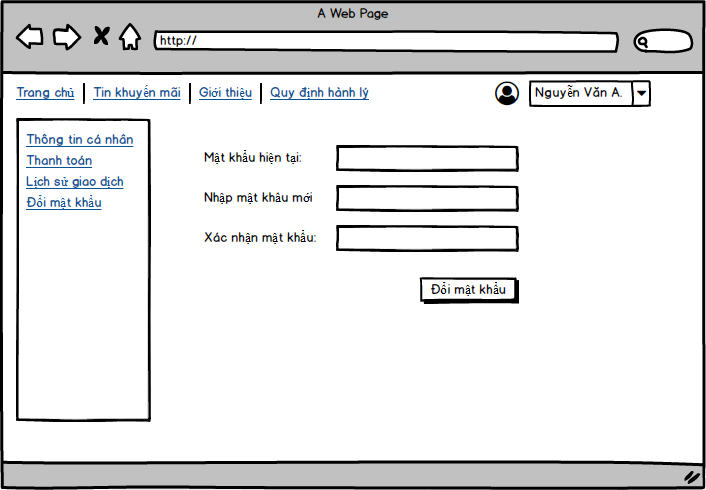 A Web Page
http://
Trang chủ Tin khuyến mãi Giới thiệu Quy định hành lý Nguyễn Văn A.
Thông tin cá nhân
Thanh toán
Lịch sử giao dịch
Đổi mật khẩu
Mật khẩu hiện tại:
Nhập mật khẩu mới
Xác nhận mật khẩu:
Đổi mật khẩu